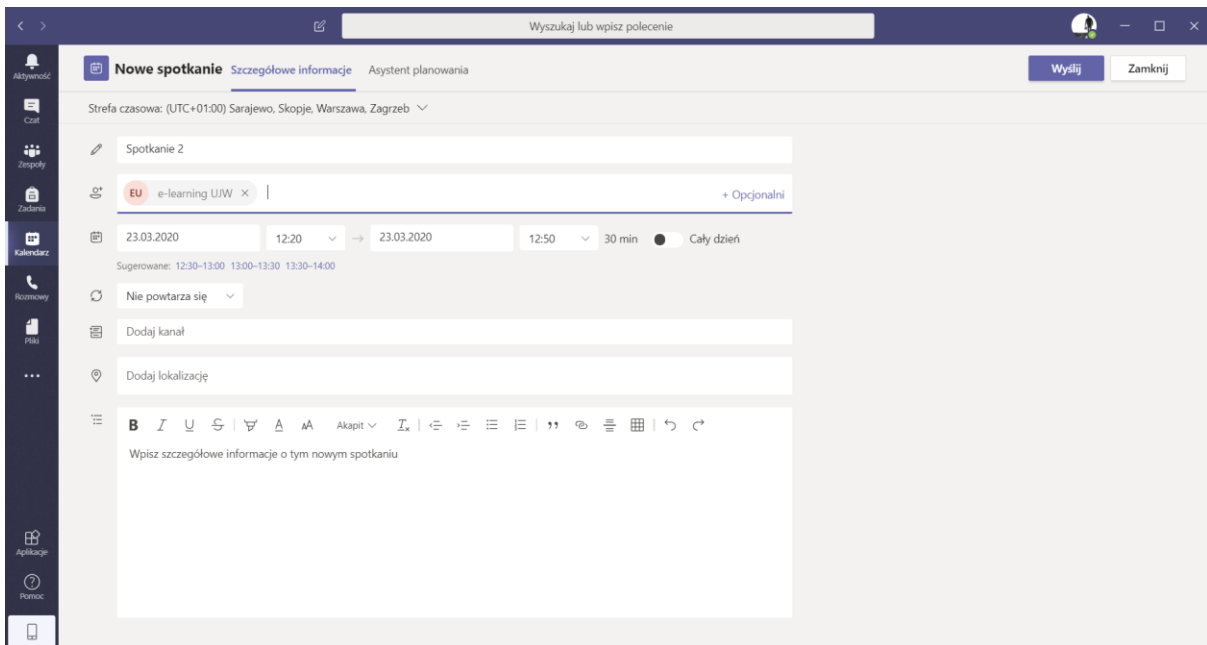 Wyszukaj lub wpisz polecenie
Aktywność
Czat
Zespoły
Zadania
Kalendarz
Rozmowy
Pliki
Aplikacje
Pomoc
Nowe spotkanie Szczegółowe informacje Asystent planowania
Wyślij Zamknij
Strefa czasowa: (UTC+01:00) Sarajewo, Skopje, Warszawa, Zagrzeb
Spotkanie 2
EU e-learning UJW × + Opcjonalni
23.03.2020 12:20 → 23.03.2020 12:50 30 min Cały dzień
Sugerowane: 12:30–13:00 13:00–13:30 13:30–14:00
Nie powtarza się
Dodaj kanał
Dodaj lokalizację
B I U S A AA Akapit Tx
Wpisz szczegółowe informacje o tym nowym spotkaniu